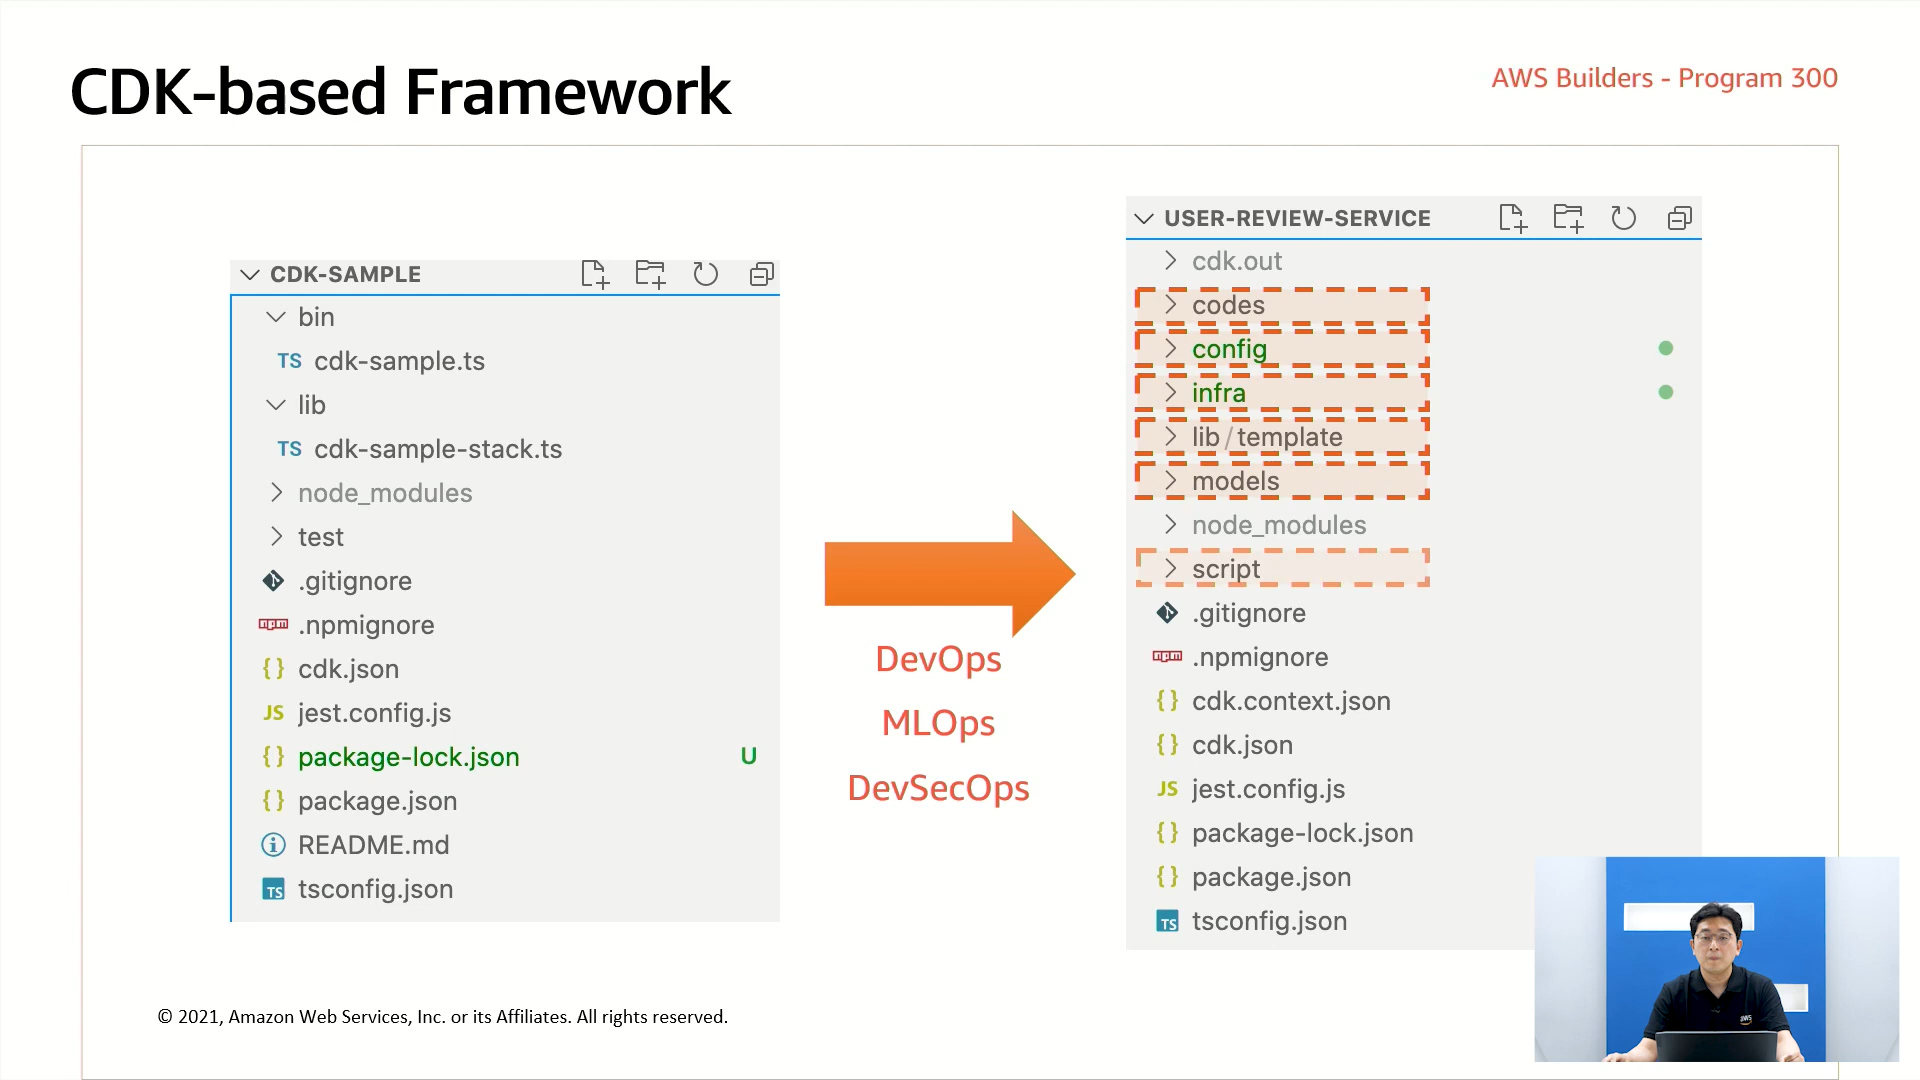 CDK-based Framework
AWS Builders - Program 300
CDK-SAMPLE
bin
TS cdk-sample.ts
lib
TS cdk-sample-stack.ts
node_modules
test
.gitignore
npm .npmignore
{} cdk.json
JS jest.config.js
{} package-lock.json U
{} package.json
README.md
TS tsconfig.json
DevOps
MLOps
DevSecOps
USER-REVIEW-SERVICE
cdk.out
codes
config
infra
lib/template
models
node_modules
script
.gitignore
npm .npmignore
{} cdk.context.json
{} cdk.json
JS jest.config.js
{} package-lock.json
{} package.json
TS tsconfig.json
aws
© 2021, Amazon Web Services, Inc. or its Affiliates. All rights reserved.